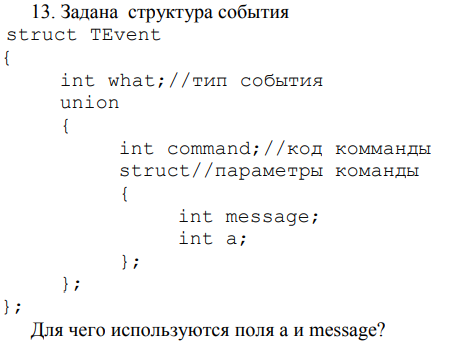 13. Задана структура события
struct TEvent
{
int what;//тип события
union
{
int command;//код комманды
struct//параметры команды
{
int message;
int a;
};
};
};
Для чего используются поля a и message?